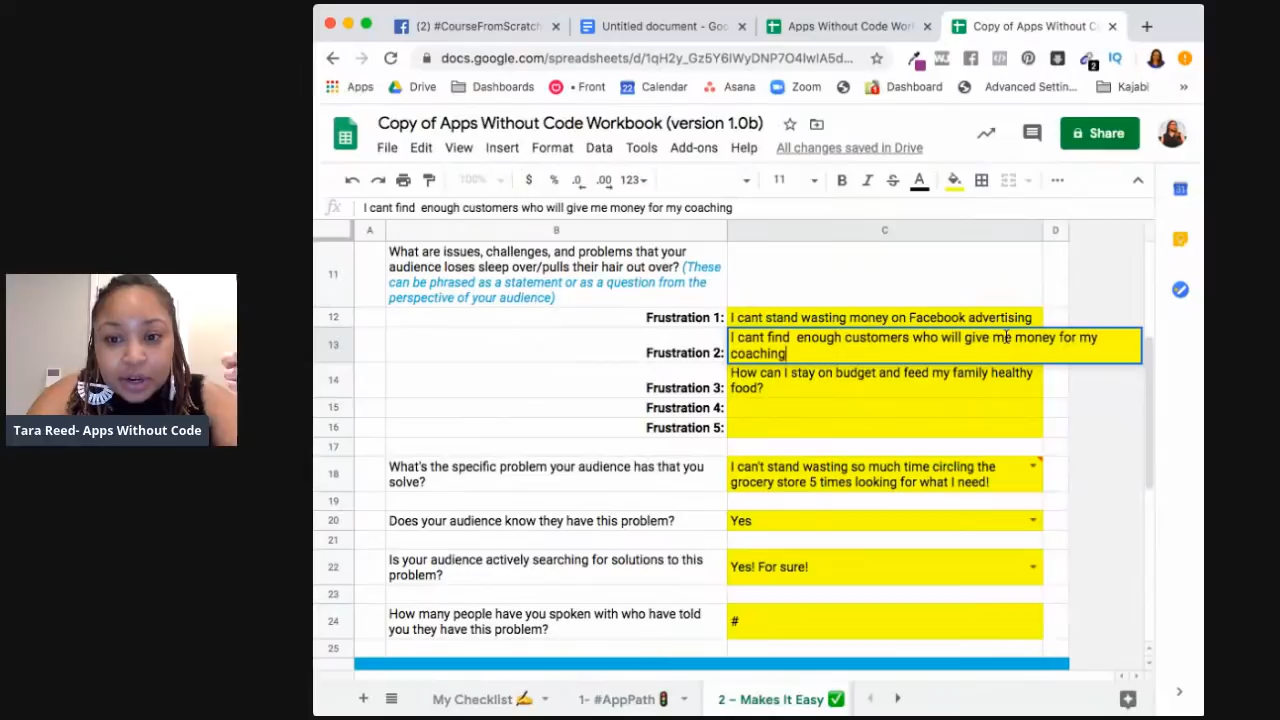 (2) #CourseFromScratch
Untitled document - Goo
Apps Without Code Wor
Copy of Apps Without C
docs.google.com/spreadsheets/d/1qH2y_Gz5Y6IWyDNP7O4IwIA5d...
2
IQ
Apps
Drive
Dashboards
• Front
22
Calendar
Asana
Zoom
Dashboard
Advanced Settin...
Kajabi
»
Copy of Apps Without Code Workbook (version 1.0b)
Share
File Edit View Insert Format Data Tools Add-ons Help All changes saved in Drive
100% $ % .0 .00 123 11 B I S A
fx I cant find  enough customers who will give me money for my coaching
A B C D
11
What are issues, challenges, and problems that your
audience loses sleep over/pulls their hair out over? (These
can be phrased as a statement or as a question from the
perspective of your audience)
12 Frustration 1: I cant stand wasting money on Facebook advertising
13 Frustration 2: I cant find  enough customers who will give me money for my
coaching
14 Frustration 3: How can I stay on budget and feed my family healthy
food?
15 Frustration 4:
16 Frustration 5:
17
18 What's the specific problem your audience has that you
solve?
I can't stand wasting so much time circling the
grocery store 5 times looking for what I need!
19
20 Does your audience know they have this problem? Yes
21
22 Is your audience actively searching for solutions to this
problem?
Yes! For sure!
23
24 How many people have you spoken with who have told
you they have this problem?
#
25
My Checklist ✍
1- #AppPath 🚦
2 – Makes It Easy ✅
Tara Reed- Apps Without Code